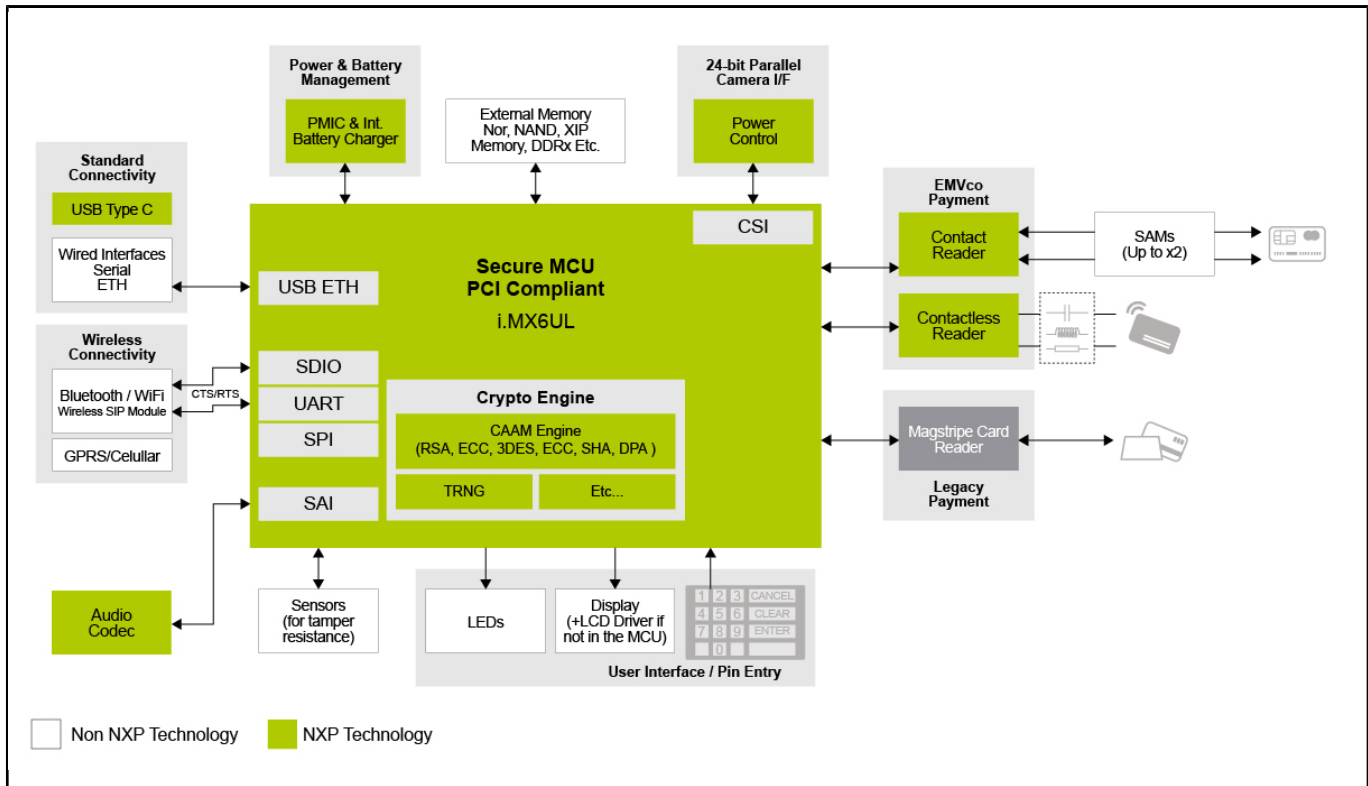 Power & Battery
Management
PMIC & Int.
Battery Charger
External Memory
Nor, NAND, XIP
Memory, DDRx Etc.
24-bit Parallel
Camera I/F
Power
Control
Standard
Connectivity
USB Type C
Wired Interfaces
Serial
ETH
Wireless
Connectivity
Bluetooth / WiFi
Wireless SIP Module
GPRS/Celullar
CTS/RTS
Audio
Codec
CSI
Secure MCU
PCI Compliant
i.MX6UL
USB ETH
SDIO
UART
SPI
SAI
Crypto Engine
CAAM Engine
(RSA, ECC, 3DES, ECC, SHA, DPA )
TRNG
Etc...
EMVco
Payment
Contact
Reader
SAMs
(Up to x2)
Contactless
Reader
Magstripe Card
Reader
Legacy
Payment
Sensors
(for tamper
resistance)
LEDs
Display
(+LCD Driver if
not in the MCU)
1 2 3 CANCEL
4 5 6 CLEAR
7 8 9 ENTER
0
User Interface / Pin Entry
Non NXP Technology
NXP Technology